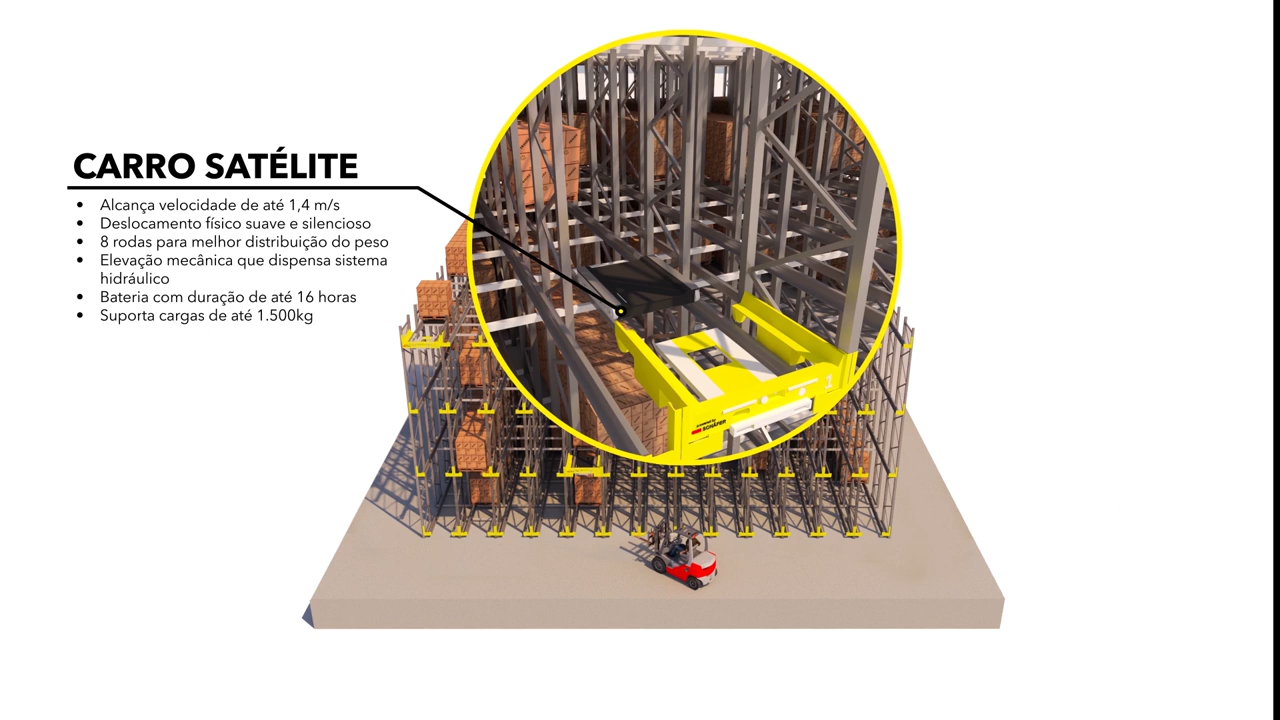 CARRO SATÉLITE
• Alcança velocidade de até 1,4 m/s
• Deslocamento físico suave e silencioso
• 8 rodas para melhor distribuição do peso
• Elevação mecânica que dispensa sistema
hidráulico
• Bateria com duração de até 16 horas
• Suporta cargas de até 1.500kg
1
SCHÄFER